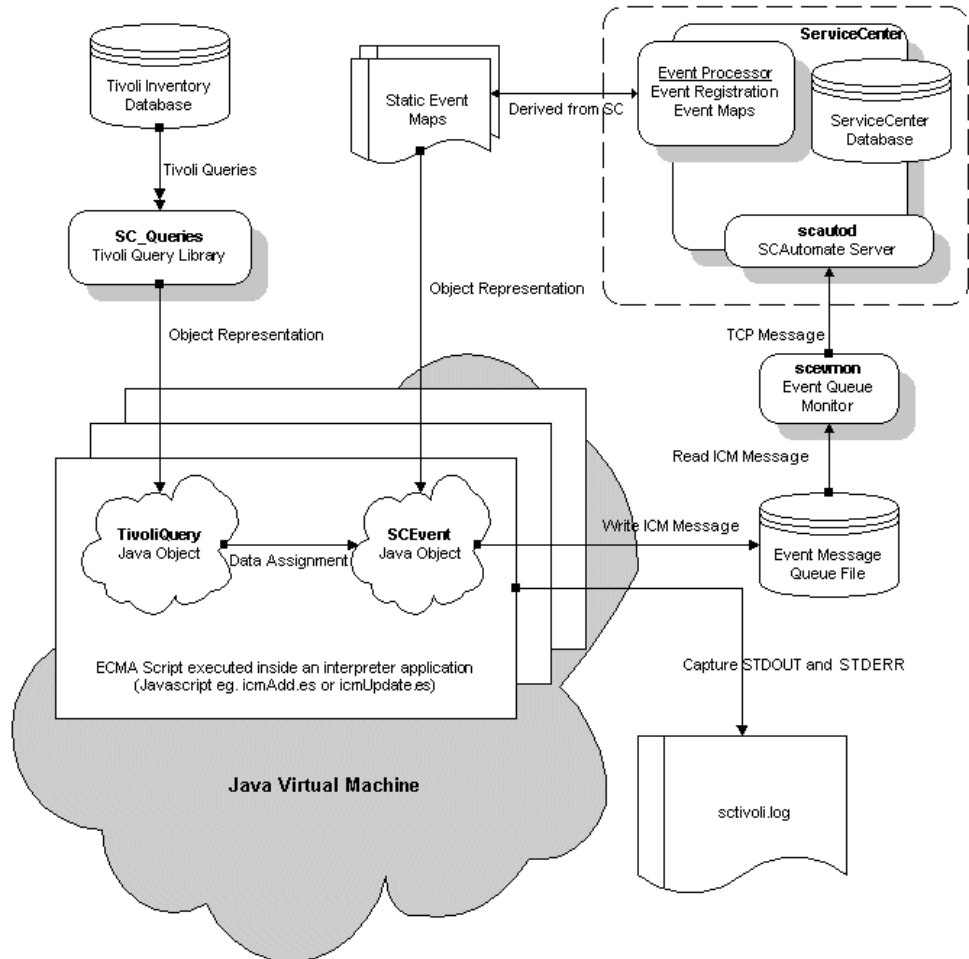 ServiceCenter
Tivoli Inventory
Database
Static Event
Maps
Derived from SC
Event Processor
Event Registration
Event Maps
ServiceCenter
Database
Tivoli Queries
SC_Queries
Tivoli Query Library
scautod
SCAutomate Server
Object Representation
Object Representation
TCP Message
scevmon
Event Queue
Monitor
Read ICM Message
TivoliQuery
Java Object
Data Assignment
SCEvent
Java Object
Write ICM Message
Event Message
Queue File
ECMA Script executed inside an interpreter application
(Javascript eg. icmAdd.es or icmUpdate.es)
Capture STDOUT and STDERR
Java Virtual Machine
sctivoli.log